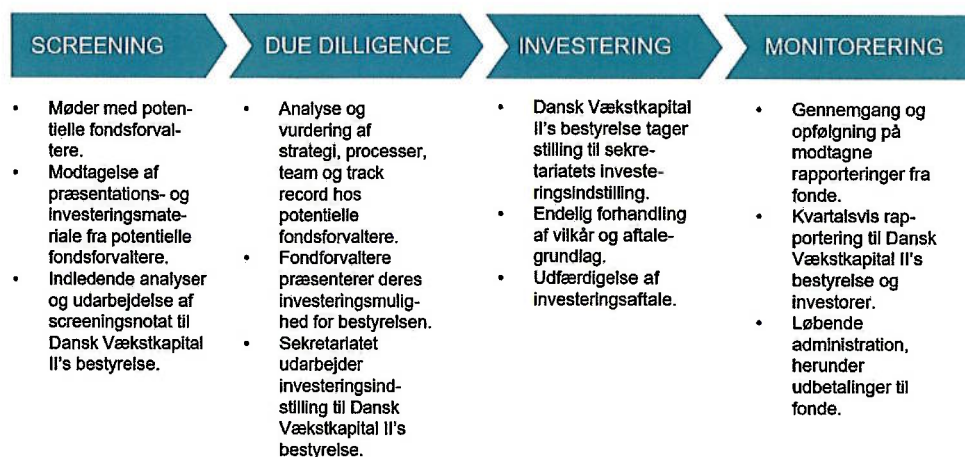 SCREENING
• Møder med poten-
tielle fondsforval-
tere.
• Modtagelse af
præsentations- og
investeringsmate-
riale fra potentielle
fondsforvaltere.
• Indledende analyser
og udarbejdelse af
screeningsnotat til
Dansk Vækstkapital
II's bestyrelse.
DUE DILLIGENCE
• Analyse og
vurdering af
strategi, processer,
team og track
record hos
potentielle
fondsforvaltere.
• Fondforvaltere
præsenterer deres
investeringsmulig-
hed for bestyrelsen.
• Sekretariatet
udarbejder
investeringsind-
stilling til Dansk
Vækstkapital II's
bestyrelse.
INVESTERING
• Dansk Vækstkapital
II's bestyrelse tager
stilling til sekre-
tariatets investe-
ringsindstilling.
• Endelig forhandling
af vilkår og aftale-
grundlag.
• Udfærdigelse af
investeringsaftale.
MONITORERING
• Gennemgang og
opfølgning på
modtagne
rapporteringer fra
fonde.
• Kvartalsvis rap-
portering til Dansk
Vækstkapital II's
bestyrelse og
investorer.
• Løbende
administration,
herunder
udbetalinger til
fonde.